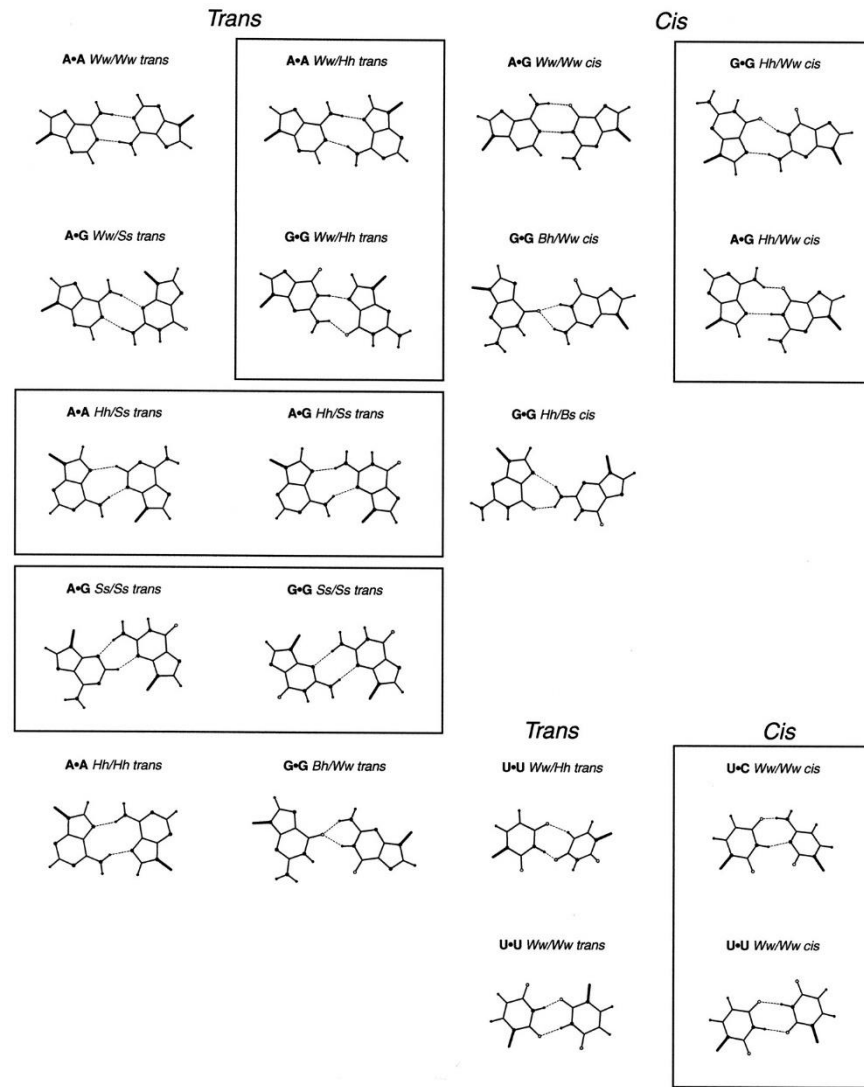 Trans
Cis
A•A Ww/Ww trans
A•A Ww/Hh trans
A•G Ww/Ww cis
G•G Hh/Ww cis
A•G Ww/Ss trans
G•G Ww/Hh trans
G•G Bh/Ww cis
A•G Hh/Ww cis
A•A Hh/Ss trans
A•G Hh/Ss trans
G•G Hh/Bs cis
A•G Ss/Ss trans
G•G Ss/Ss trans
Trans
Cis
A•A Hh/Hh trans
G•G Bh/Ww trans
U•U Ww/Hh trans
U•C Ww/Ww cis
U•U Ww/Ww trans
U•U Ww/Ww cis